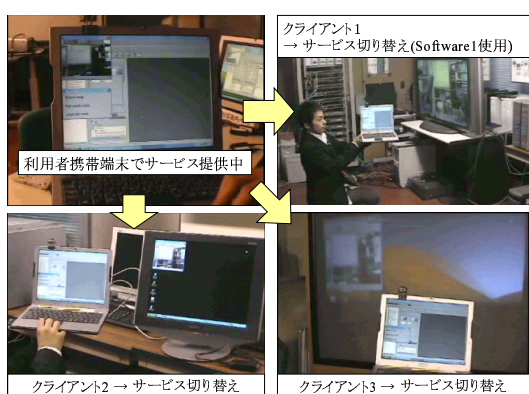 クライアント1
→ サービス切り替え(Software1使用)
利用者携帯端末でサービス提供中
クライアント2 → サービス切り替え
クライアント3 → サービス切り替え